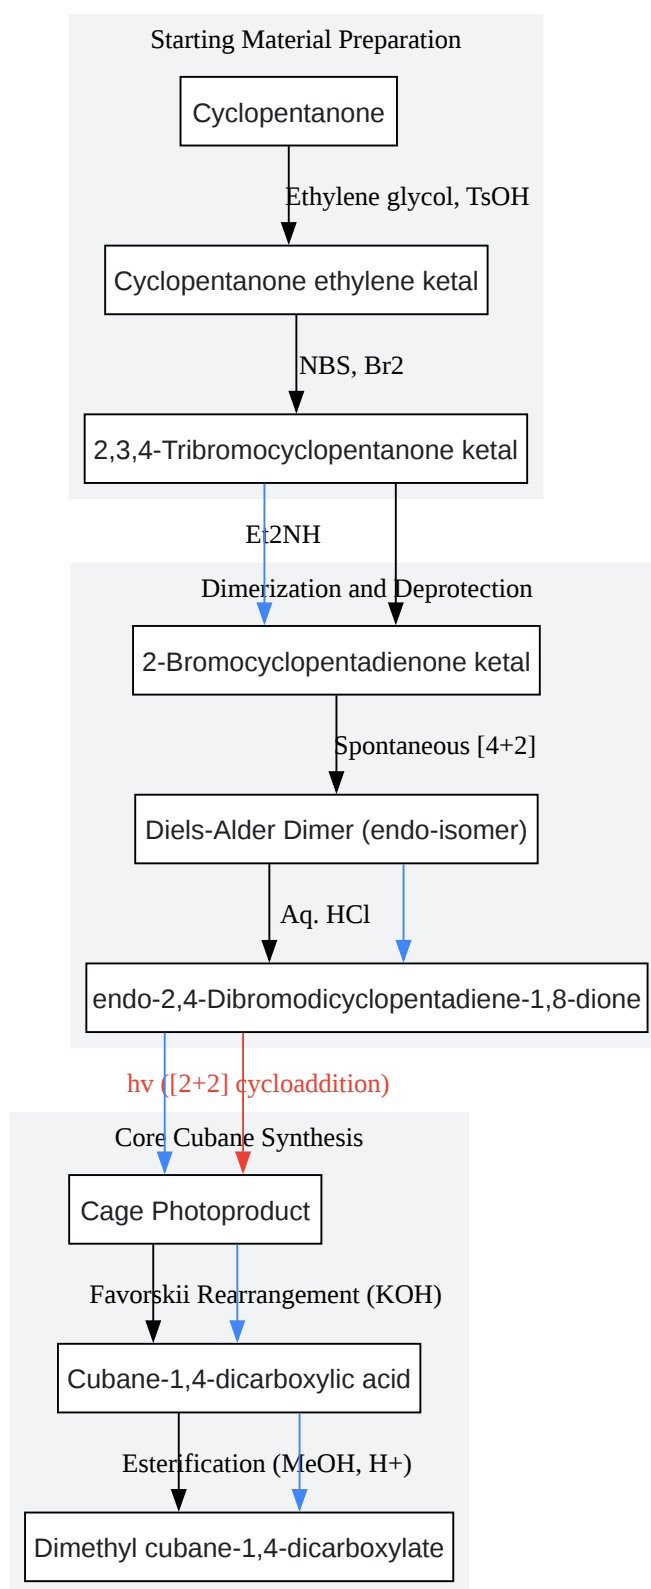 Starting Material Preparation
Cyclopentanone
Ethylene glycol, TsOH
Cyclopentanone ethylene ketal
NBS, Br2
2,3,4-Tribromocyclopentanone ketal
Et2NH
Dimerization and Deprotection
2-Bromocyclopentadienone ketal
Spontaneous [4+2]
Diels-Alder Dimer (endo-isomer)
Aq. HCl
endo-2,4-Dibromodicyclopentadiene-1,8-dione
hv ([2+2] cycloaddition)
Core Cubane Synthesis
Cage Photoproduct
Favorskii Rearrangement (KOH)
Cubane-1,4-dicarboxylic acid
Esterification (MeOH, H+)
Dimethyl cubane-1,4-dicarboxylate